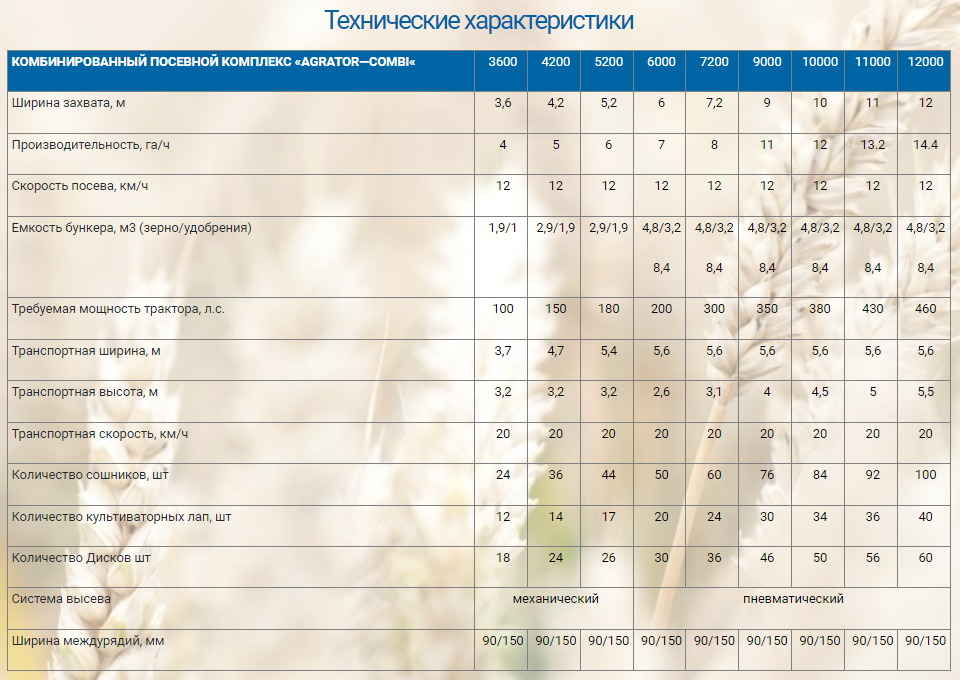 Технические характеристики
КОМБИНИРОВАННЫЙ ПОСЕВНОЙ КОМПЛЕКС «AGRATOR—COMBI« 3600 4200 5200 6000 7200 9000 10000 11000 12000
Ширина захвата, м 3,6 4,2 5,2 6 7,2 9 10 11 12
Производительность, га/ч 4 5 6 7 8 11 12 13.2 14.4
Скорость посева, км/ч 12 12 12 12 12 12 12 12 12
Емкость бункера, м3 (зерно/удобрения) 1,9/1 2,9/1,9 2,9/1,9 4,8/3,2 4,8/3,2 4,8/3,2 4,8/3,2 4,8/3,2 4,8/3,2
8,4 8,4 8,4 8,4 8,4 8,4
Требуемая мощность трактора, л.с. 100 150 180 200 300 350 380 430 460
Транспортная ширина, м 3,7 4,7 5,4 5,6 5,6 5,6 5,6 5,6 5,6
Транспортная высота, м 3,2 3,2 3,2 2,6 3,1 4 4,5 5 5,5
Транспортная скорость, км/ч 20 20 20 20 20 20 20 20 20
Количество сошников, шт 24 36 44 50 60 76 84 92 100
Количество культиваторных лап, шт 12 14 17 20 24 30 34 36 40
Количество Дисков шт 18 24 26 30 36 46 50 56 60
Система высева механический пневматический
Ширина междурядий, мм 90/150 90/150 90/150 90/150 90/150 90/150 90/150 90/150 90/150